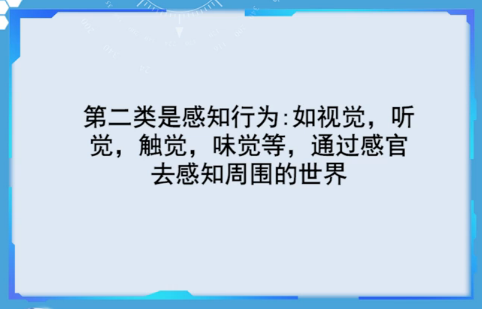 第二类是感知行为:如视觉，听
觉，触觉，味觉等，通过感官
去感知周围的世界